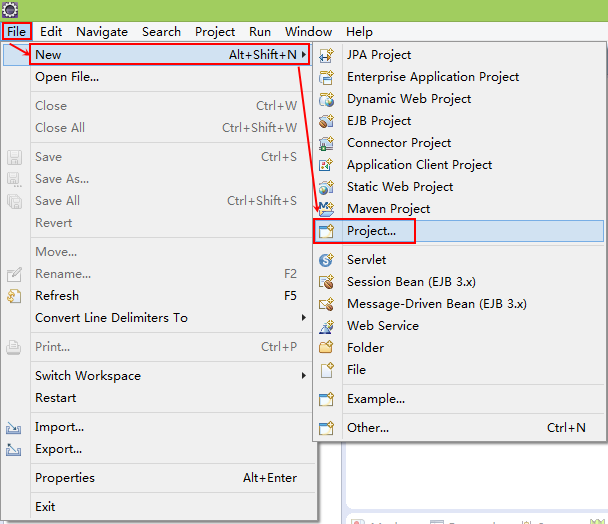 File Edit Navigate Search Project Run Window Help
New Alt+Shift+N
Open File...
Close Ctrl+W
Close All Ctrl+Shift+W
Save Ctrl+S
Save As...
Save All Ctrl+Shift+S
Revert
Move...
Rename... F2
Refresh F5
Convert Line Delimiters To
Print... Ctrl+P
Switch Workspace
Restart
Import...
Export...
Properties Alt+Enter
Exit
JPA Project
Enterprise Application Project
Dynamic Web Project
EJB Project
Connector Project
Application Client Project
Static Web Project
Maven Project
Project...
Servlet
Session Bean (EJB 3.x)
Message-Driven Bean (EJB 3.x)
Web Service
Folder
File
Example...
Other... Ctrl+N